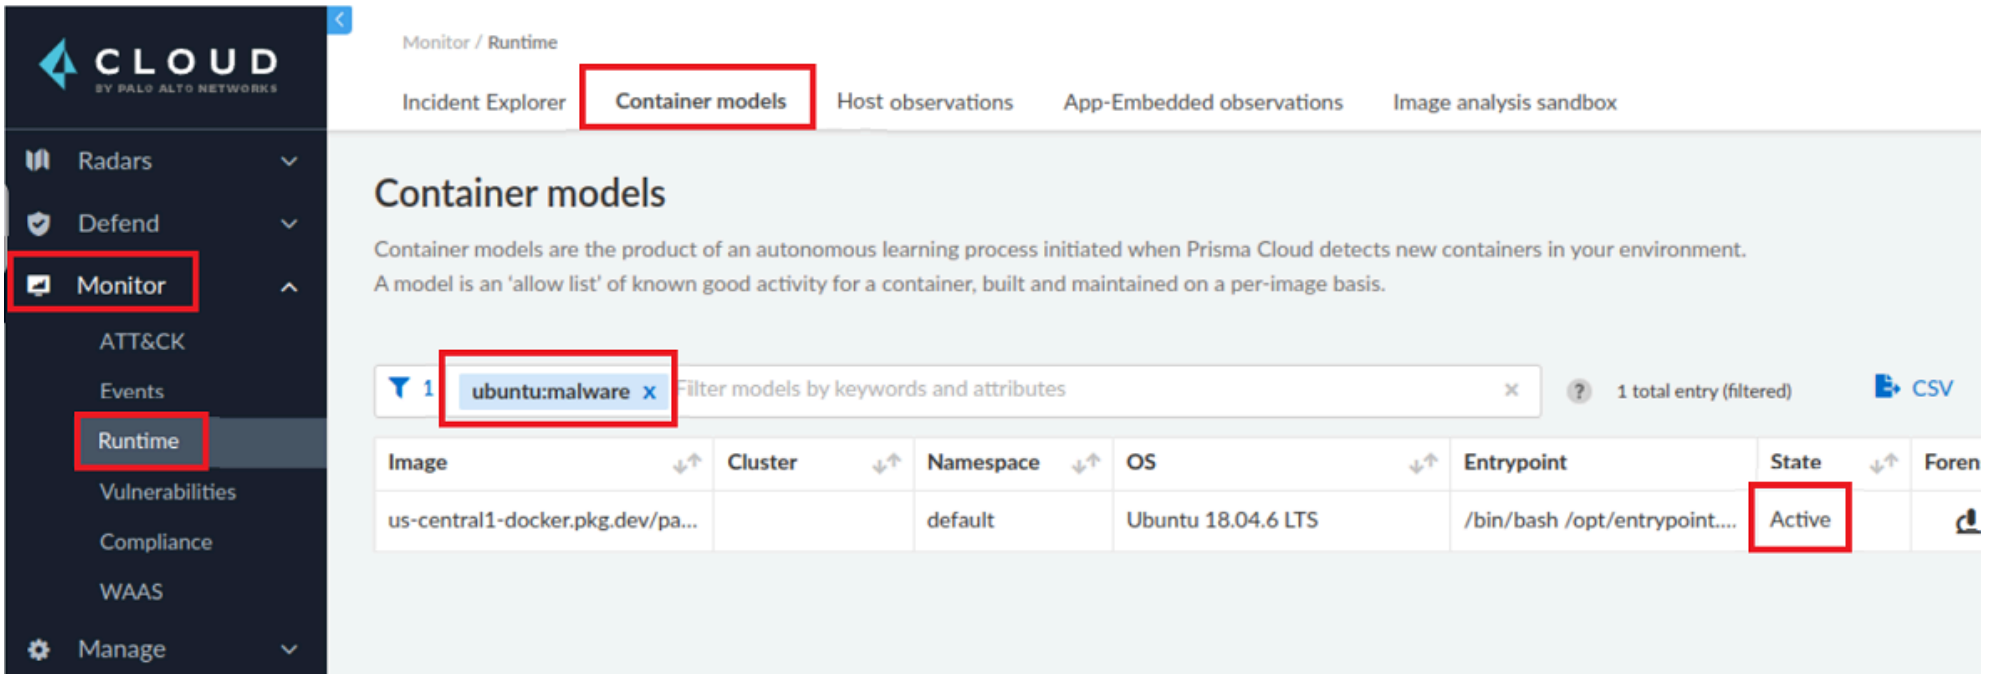 CLOUD
BY PALO ALTO NETWORKS
Radars
Defend
Monitor
ATT&CK
Events
Runtime
Vulnerabilities
Compliance
WAAS
Manage
Monitor / Runtime
Incident Explorer Container models Host observations App-Embedded observations Image analysis sandbox
Container models
Container models are the product of an autonomous learning process initiated when Prisma Cloud detects new containers in your environment.
A model is an 'allow list' of known good activity for a container, built and maintained on a per-image basis.
1 ubuntu:malware x Filter models by keywords and attributes × ? 1 total entry (filtered) CSV
Image Cluster Namespace OS Entrypoint State Foren
us-central1-docker.pkg.dev/pa... default Ubuntu 18.04.6 LTS /bin/bash /opt/entrypoint.... Active